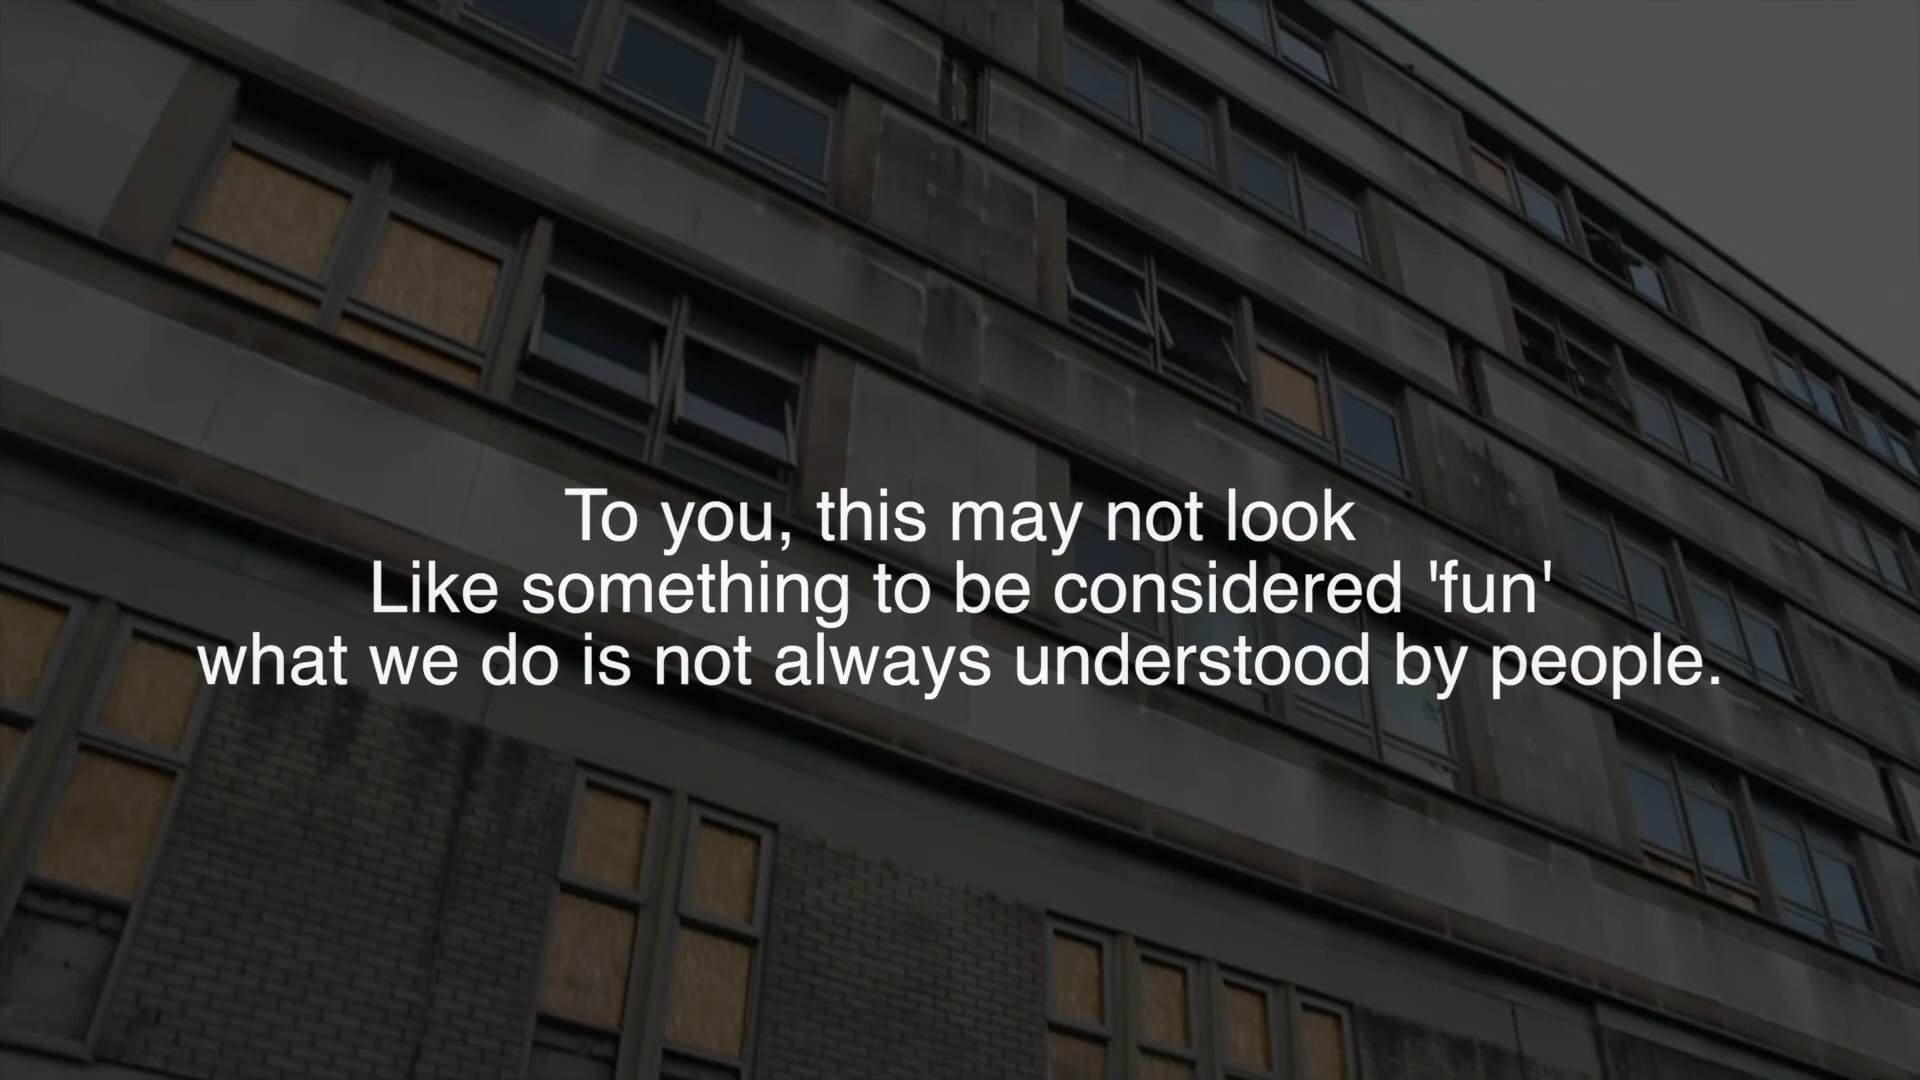 To you, this may not look
Like something to be considered 'fun'
what we do is not always understood by people.